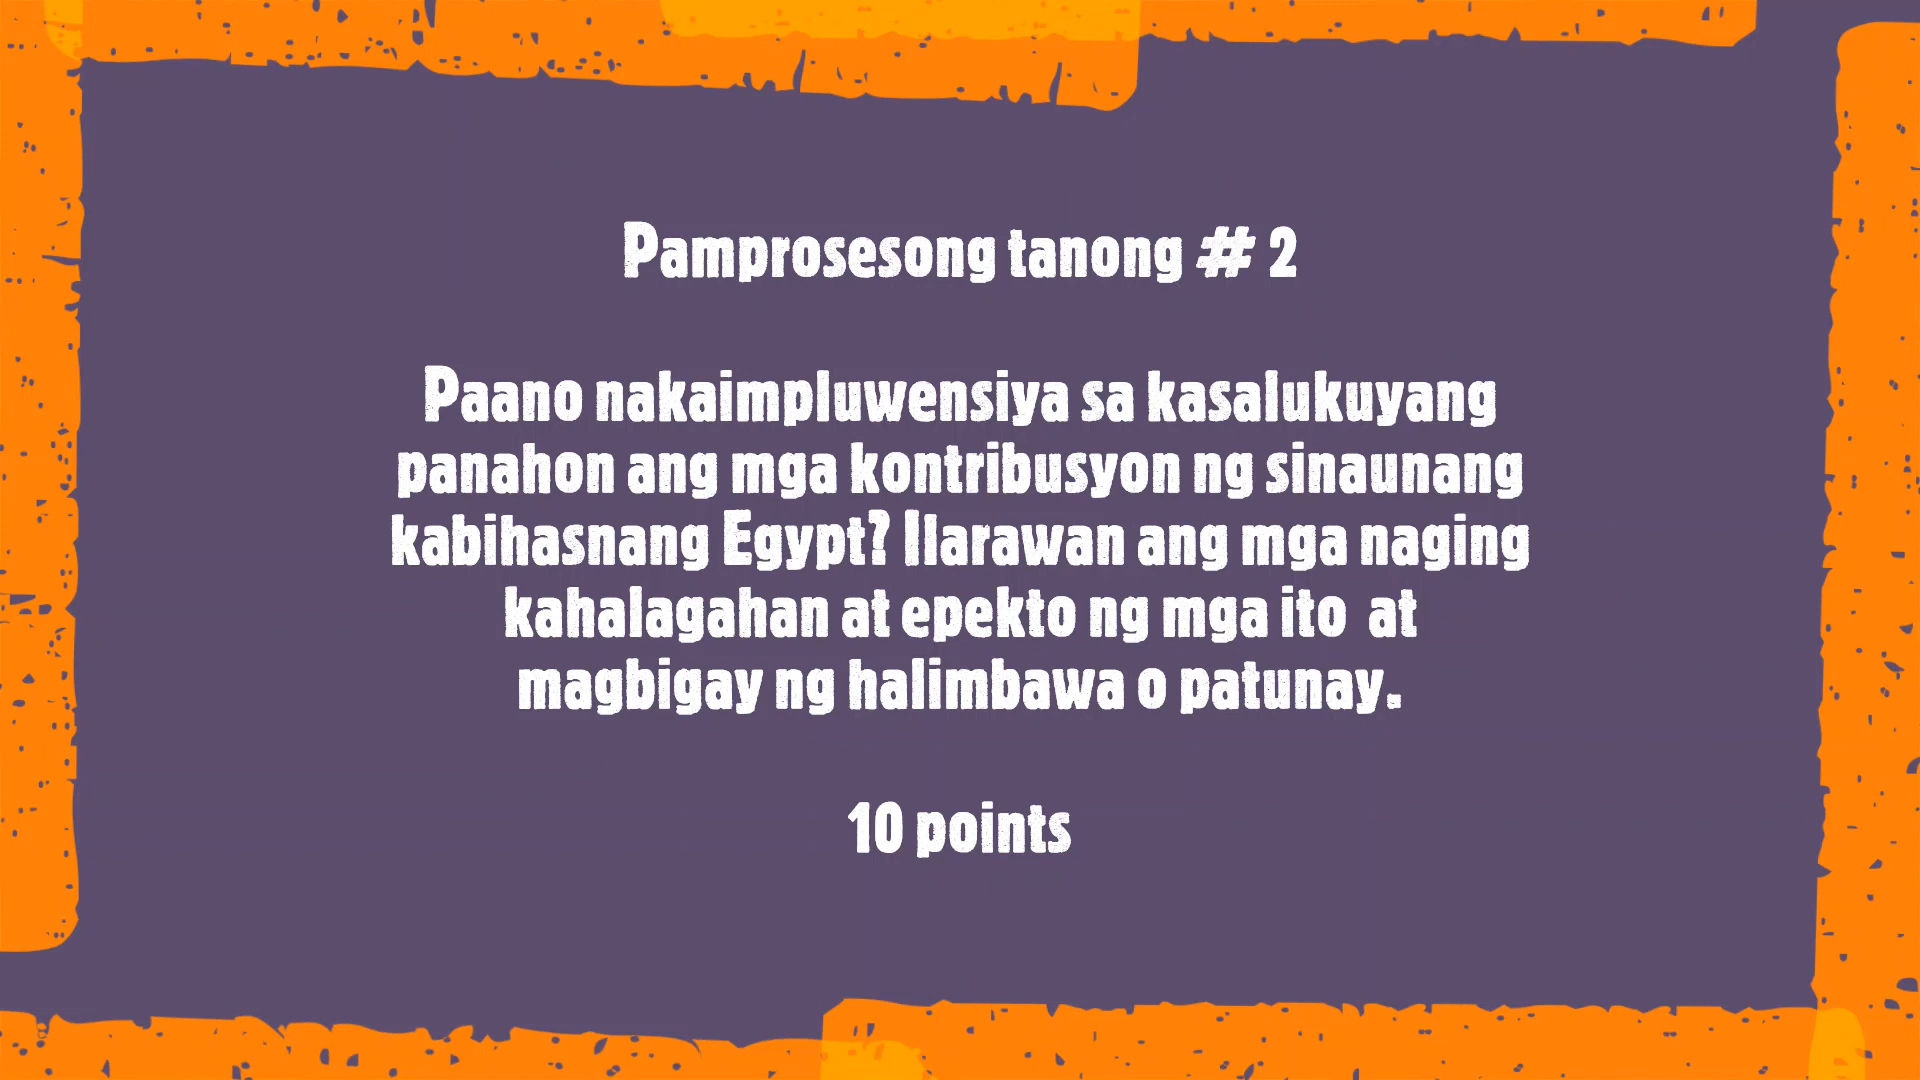 Pamprosesong tanong # 2
Paano nakaimpluwensiya sa kasalukuyang
panahon ang mga kontribusyon ng sinaunang
kabihasnang Egypt? Ilarawan ang mga naging
kahalagahan at epekto ng mga ito at
magbigay ng halimbawa o patunay.
10 points